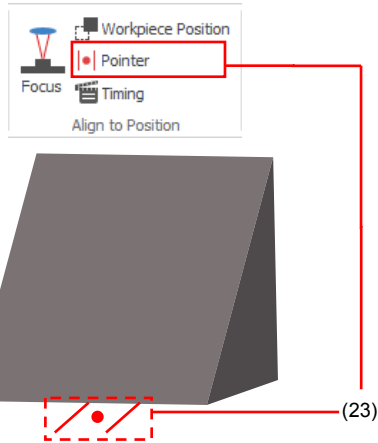 Workpiece Position
Pointer
Focus
Timing
Align to Position
(23)